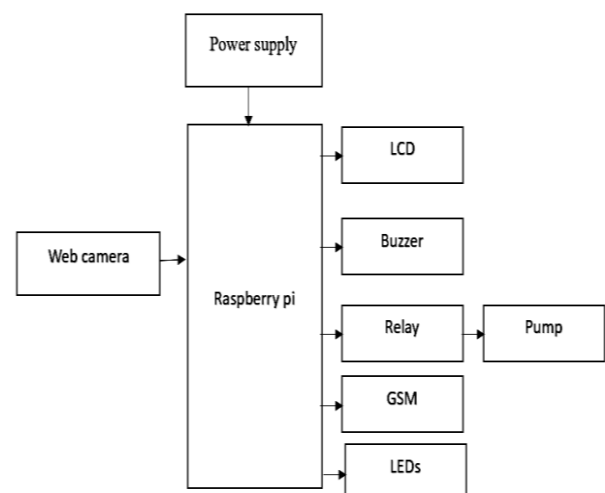 Power supply
LCD
Buzzer
Web camera
Raspberry pi
Relay
Pump
GSM
LEDs